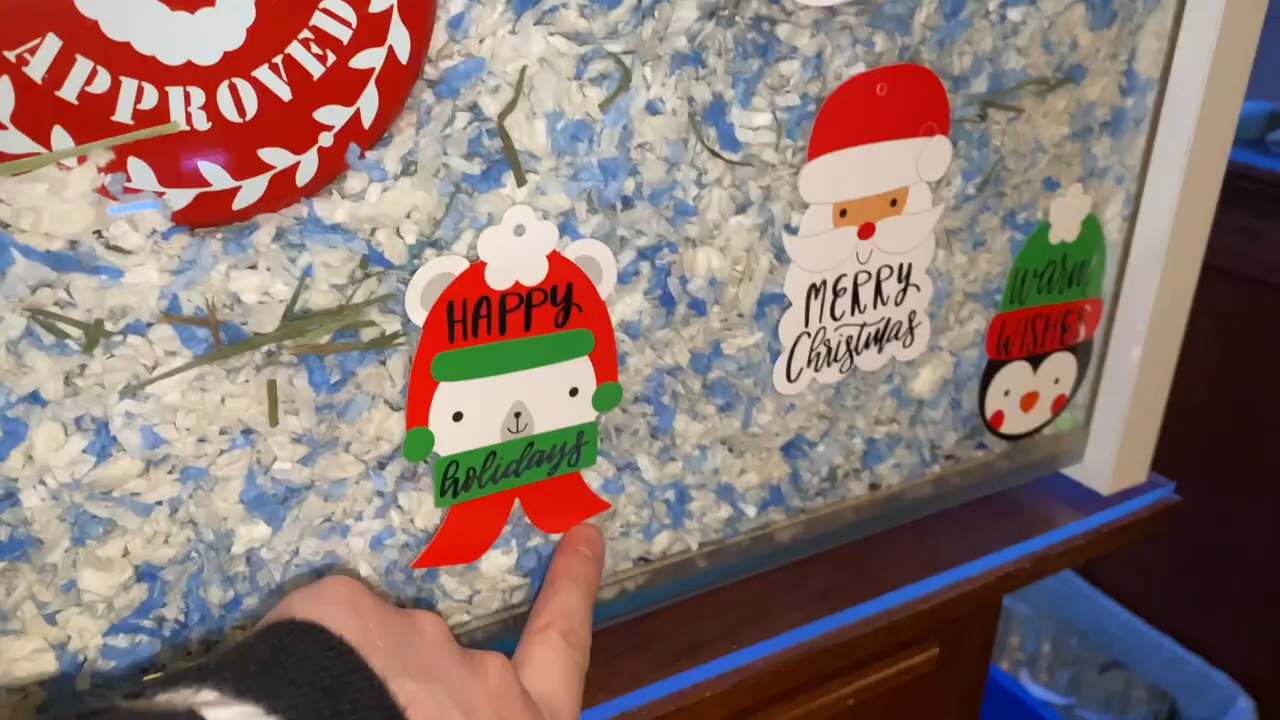 APPROVED
HAPPY
holidays
MERRY
Christmas
warm
WISHES